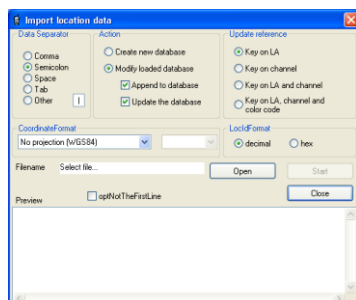 Import location data
Data Separator
Comma
Semicolon
Space
Tab
Other
Action
Create new database
Modify loaded database
Append to database
Update the database
Update reference
Key on LA
Key on channel
Key on LA and channel
Key on LA, channel and
color code
CoordinateFormat
No projection (WGS84)
LocIdFormat
decimal
hex
Filename
Select file...
Open
Start
Preview
optNotTheFirstLine
Close